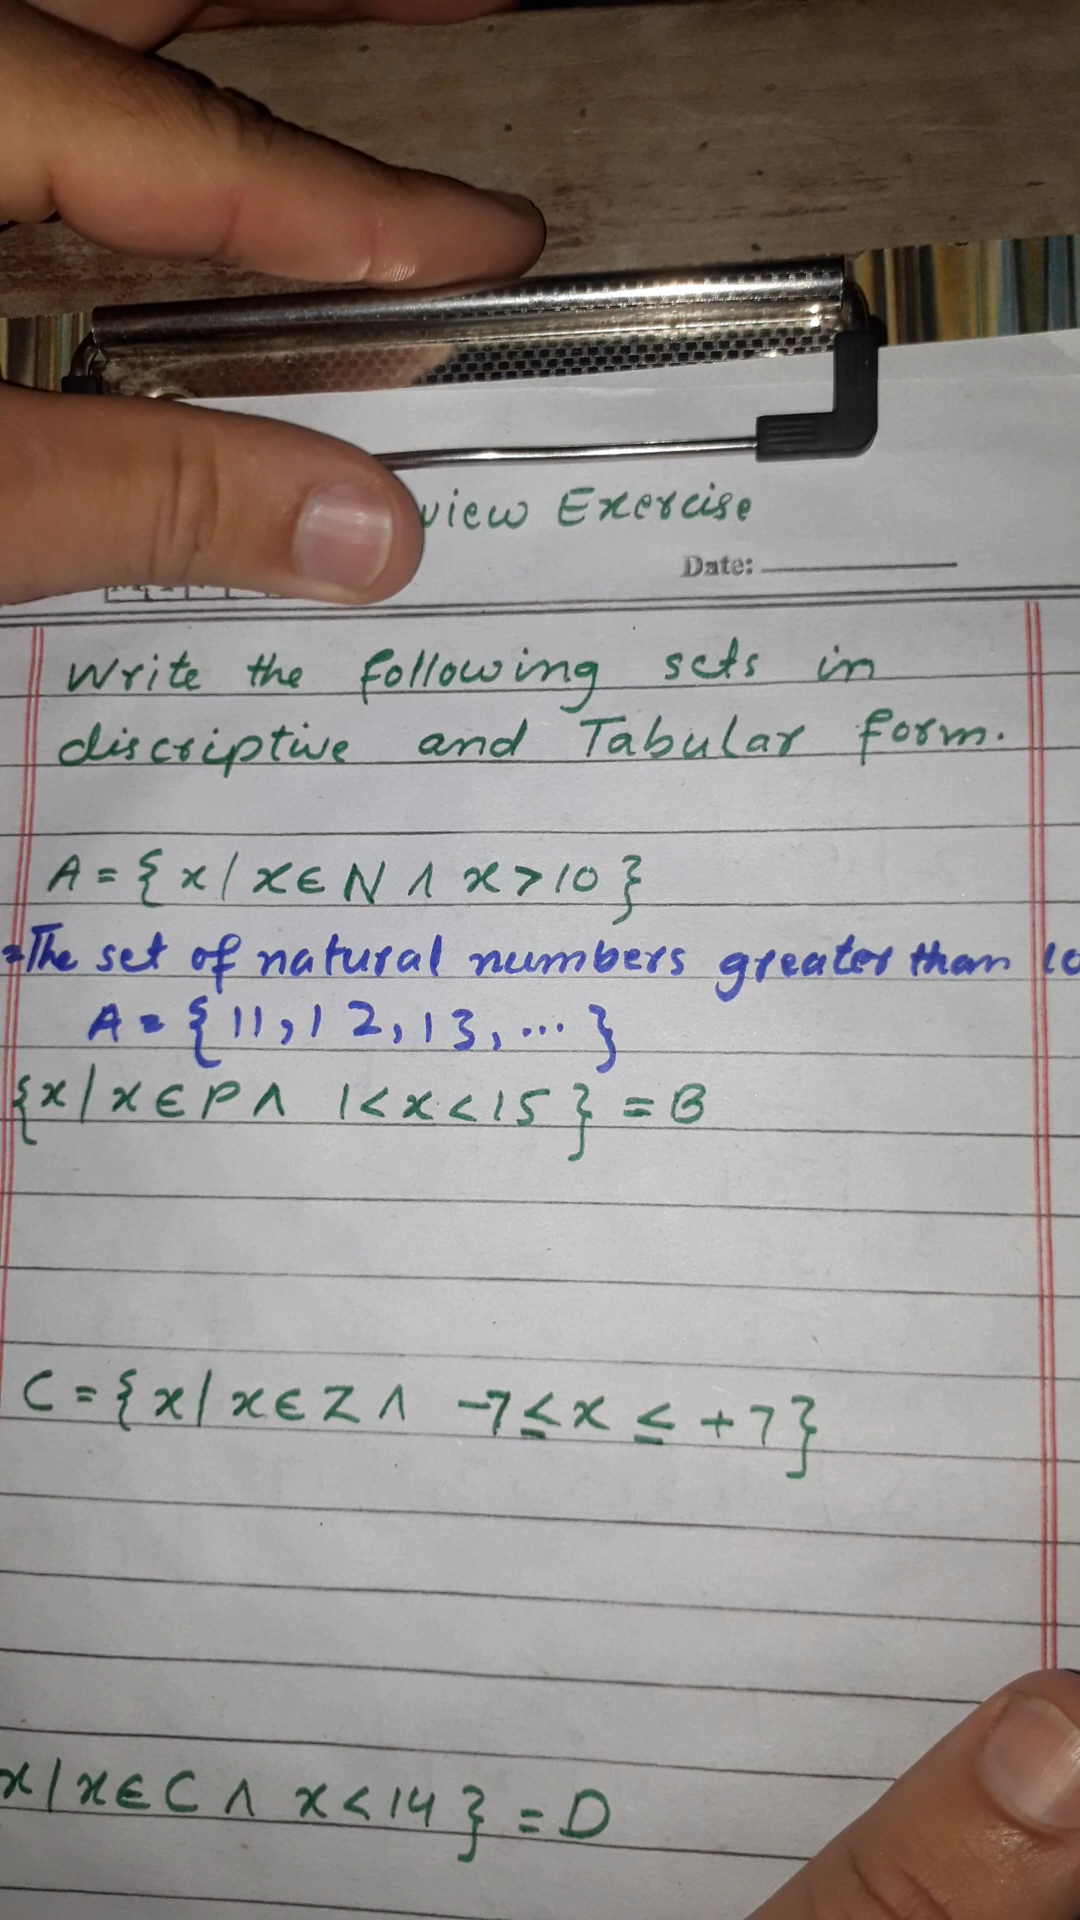 view Exercise
Date:
Write the following sets in
discriptive and Tabular form.
A = { x / x ∈ N ∧ x > 10 }
=The set of natural numbers greater than 10
A = { 11, 12, 13, ... }
{x / x ∈ P ∧ 1 < x < 15 } = B
C = { x / x ∈ Z ∧ -7 ≤ x ≤ +7 }
x / x ∈ C ∧ x < 14 } = D